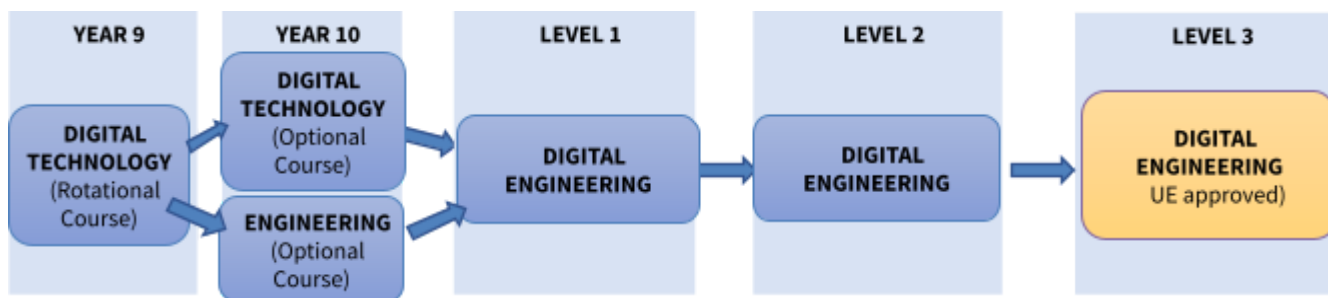 YEAR 9
YEAR 10
LEVEL 1
LEVEL 2
LEVEL 3
DIGITAL
TECHNOLOGY
(Rotational
Course)
DIGITAL
TECHNOLOGY
(Optional
Course)
ENGINEERING
(Optional
Course)
DIGITAL
ENGINEERING
DIGITAL
ENGINEERING
DIGITAL
ENGINEERING
UE approved)